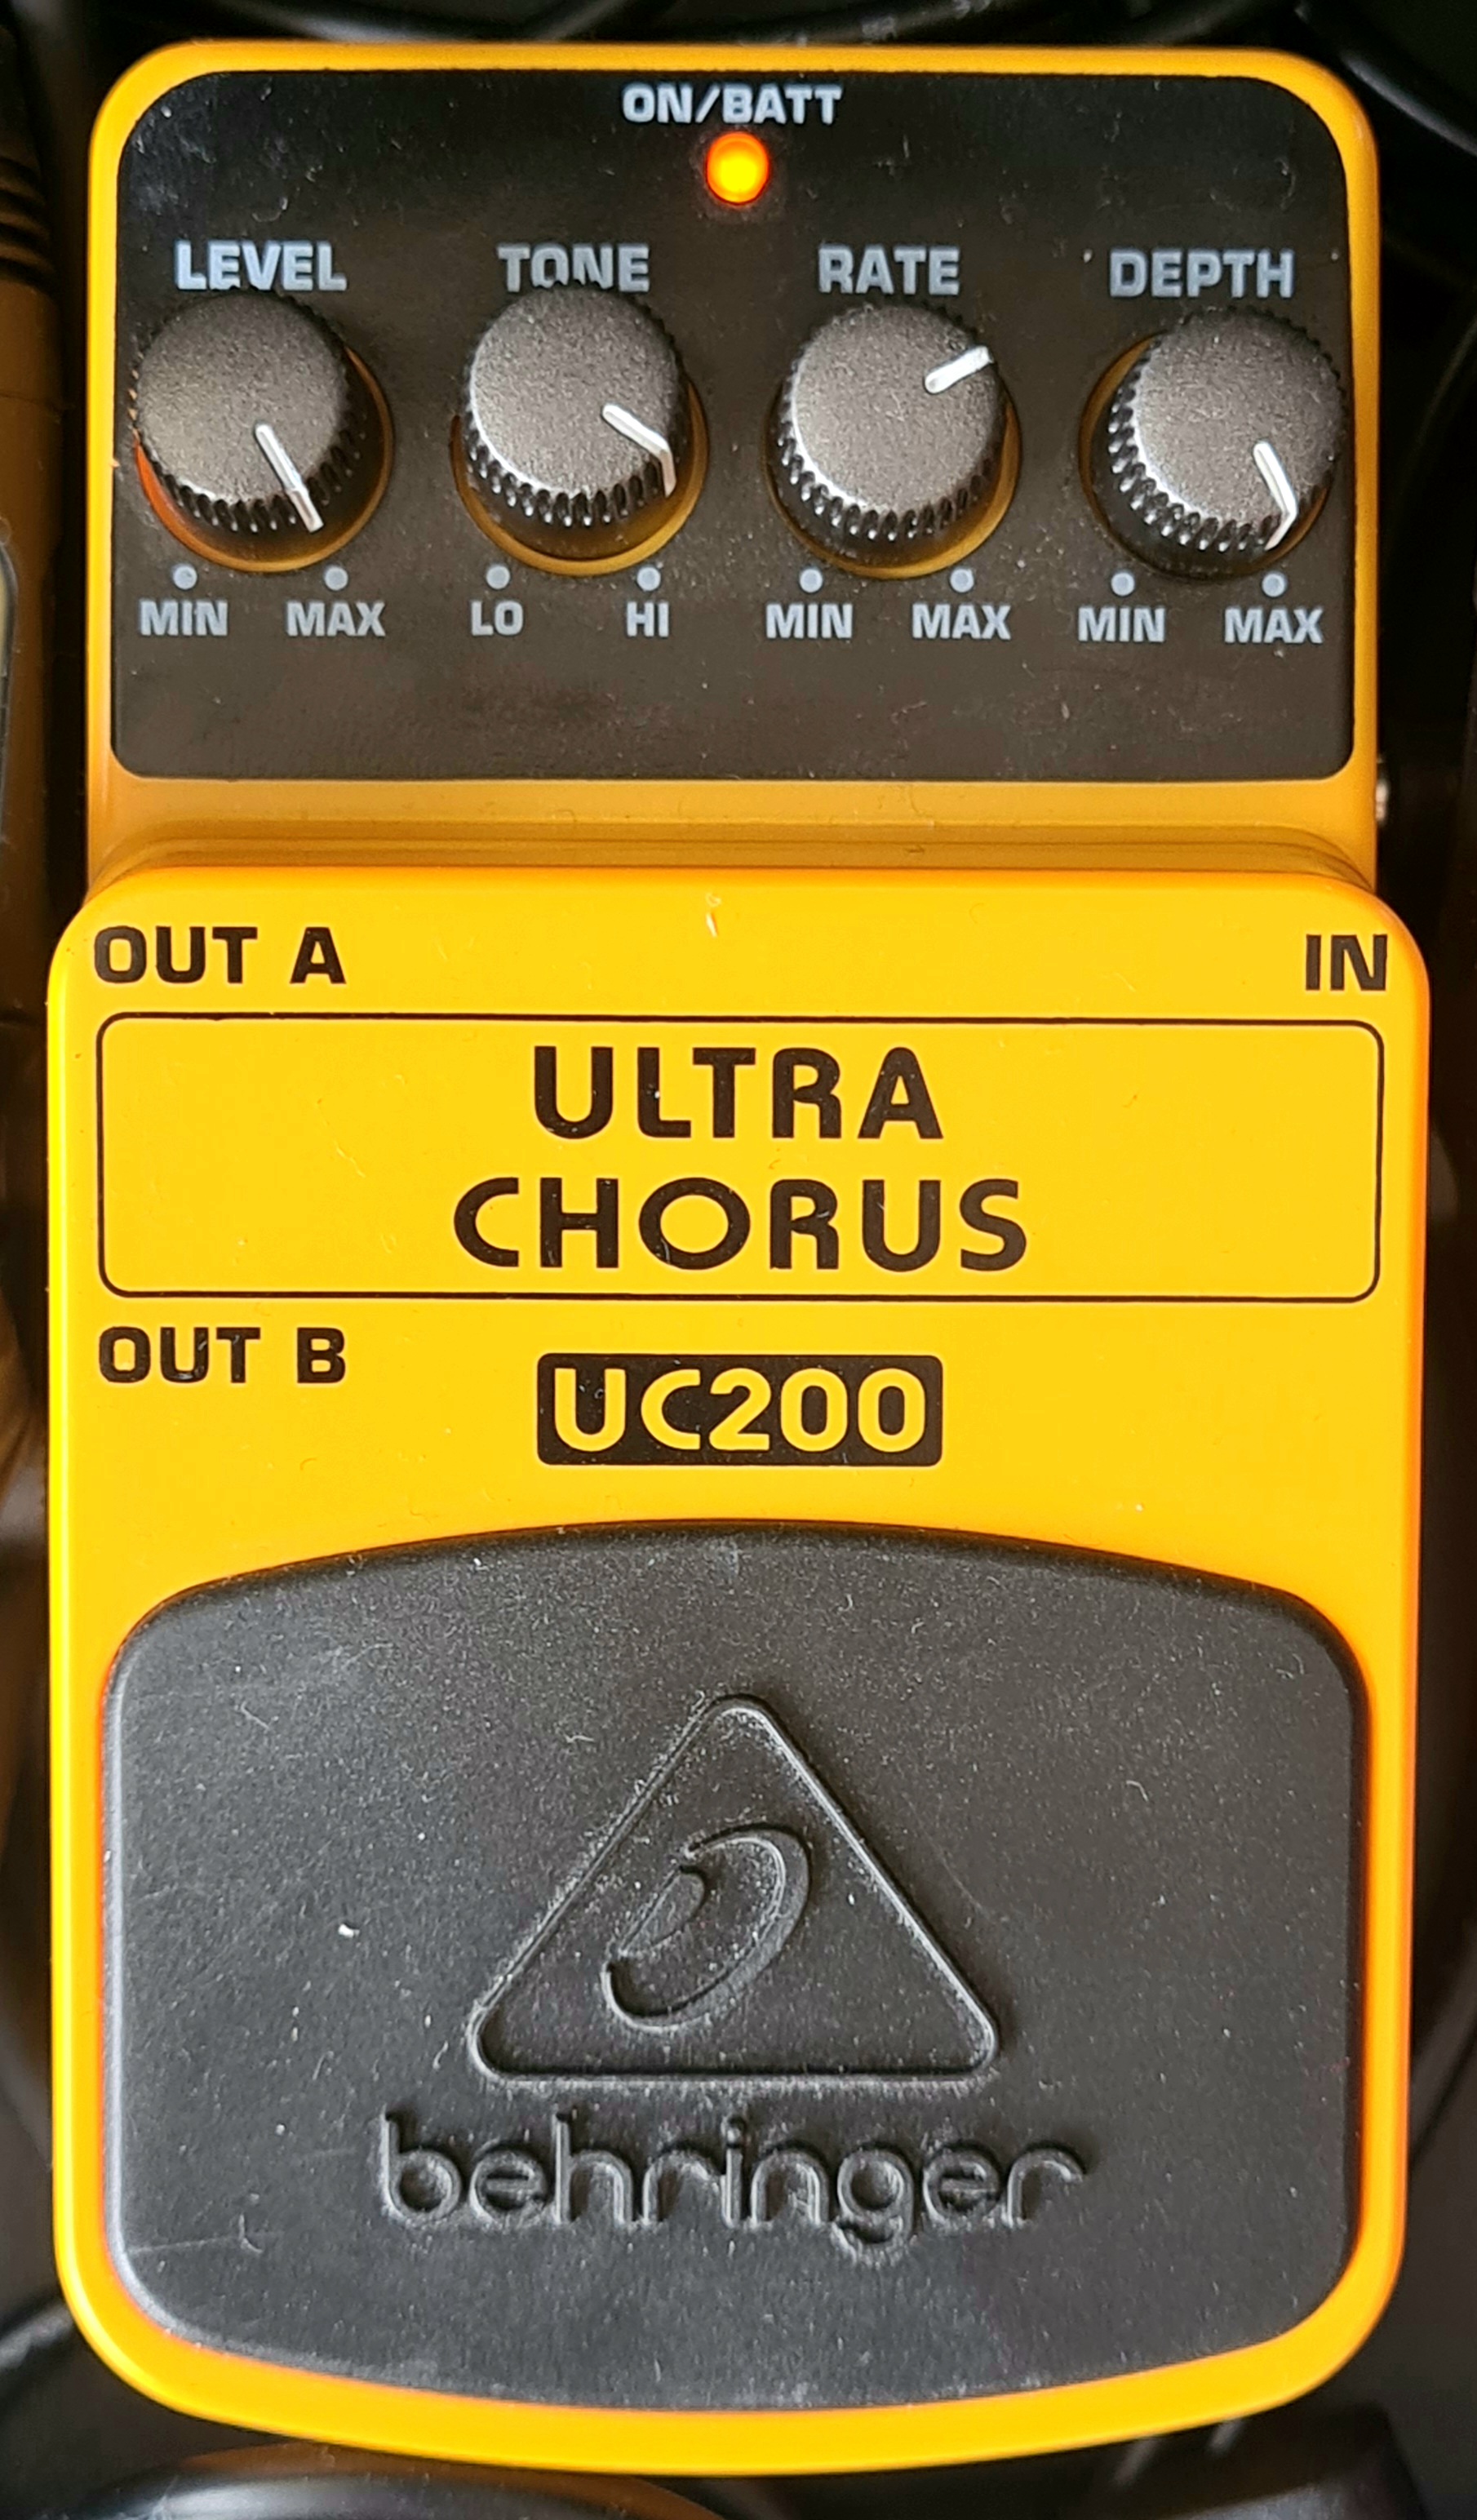 ON/BATT
LEVEL TONE RATE DEPTH
MIN MAX LO HI MIN MAX MIN MAX
OUT A IN
ULTRA
CHORUS
OUT B
UC200
behringer